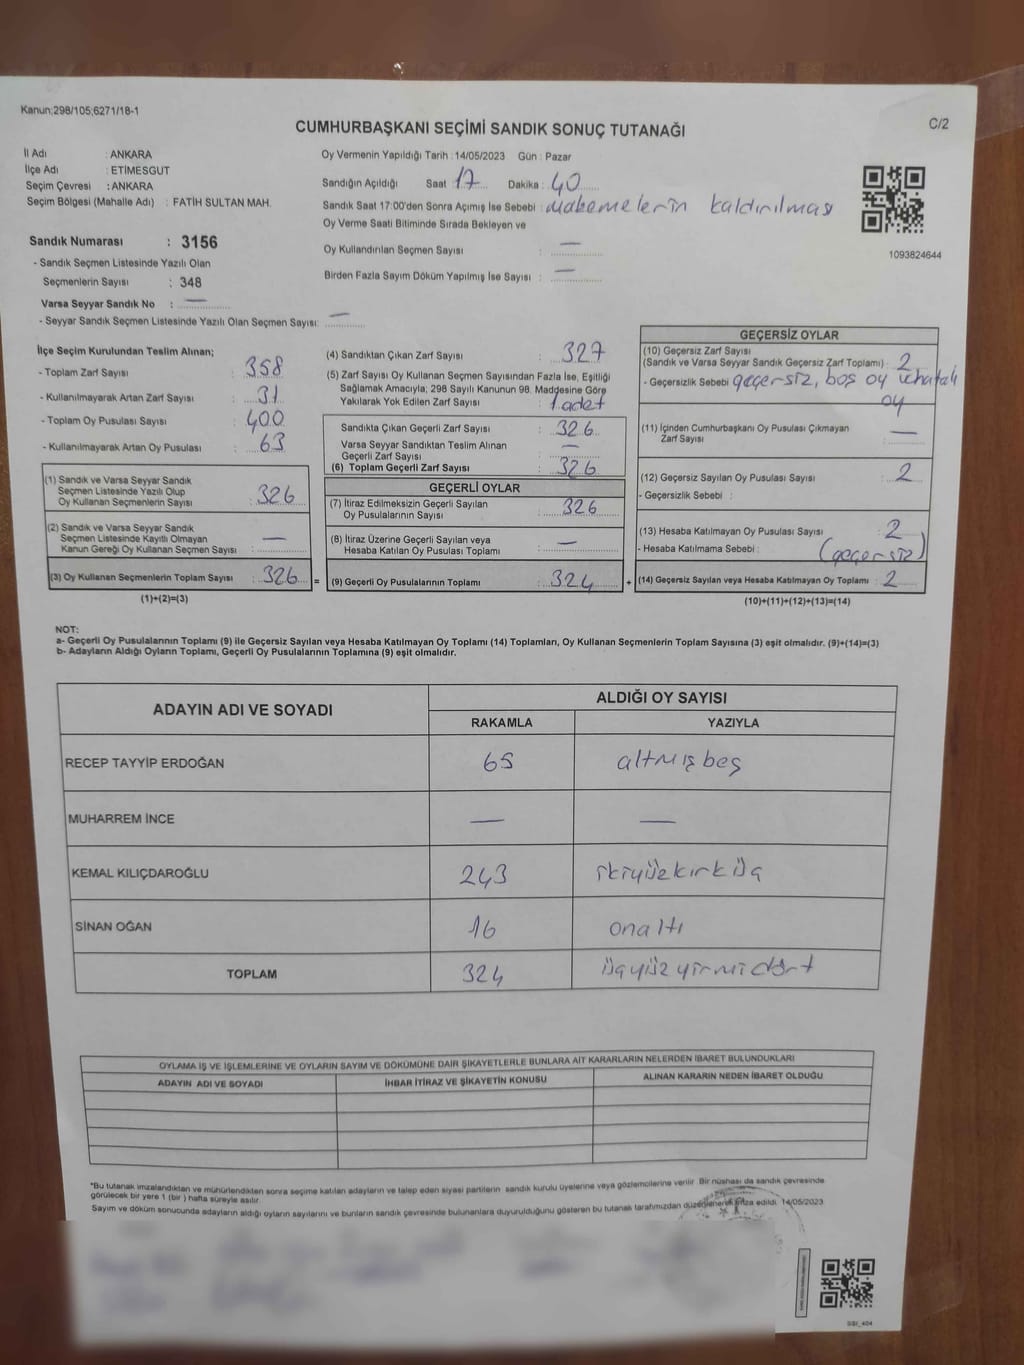 Kanun;298/105;6271/18-1
CUMHURBAŞKANI SEÇİMİ SANDIK SONUÇ TUTANAĞI
C/2
İl Adı : ANKARA
İlçe Adı : ETİMESGUT
Seçim Çevresi : ANKARA
Seçim Bölgesi (Mahalle Adı) : FATİH SULTAN MAH.
Sandık Numarası : 3156
- Sandık Seçmen Listesinde Yazılı Olan
Seçmenlerin Sayısı : 348
Varsa Seyyar Sandık No : —
- Seyyar Sandık Seçmen Listesinde Yazılı Olan Seçmen Sayısı: —
Oy Vermenin Yapıldığı Tarih : 14/05/2023 Gün : Pazar
Sandığın Açıldığı Saat : 17 Dakika : 40
Sandık Saat 17:00'den Sonra Açımış İse Sebebi : makemelerin kaldırılması
Oy Verme Saati Bitiminde Sırada Bekleyen ve
Oy Kullandırılan Seçmen Sayısı : —
Birden Fazla Sayım Döküm Yapılmış İse Sayısı : —
1093824644
İlçe Seçim Kurulundan Teslim Alınan;
- Toplam Zarf Sayısı : 358
- Kullanılmayarak Artan Zarf Sayısı : 31
- Toplam Oy Pusulası Sayısı : 400
- Kullanılmayarak Artan Oy Pusulası : 63
(1) Sandık ve Varsa Seyyar Sandık
Seçmen Listesinde Yazılı Olup
Oy Kullanan Seçmenlerin Sayısı : 326
(2) Sandık ve Varsa Seyyar Sandık
Seçmen Listesinde Kayıtlı Olmayan
Kanun Gereği Oy Kullanan Seçmen Sayısı : —
(3) Oy Kullanan Seçmenlerin Toplam Sayısı : 326 =
(1)+(2)=(3)
(4) Sandıktan Çıkan Zarf Sayısı : 327
(5) Zarf Sayısı Oy Kullanan Seçmen Sayısından Fazla İse, Eşitliği
Sağlamak Amacıyla; 298 Sayılı Kanunun 98. Maddesine Göre
Yakılarak Yok Edilen Zarf Sayısı : 1 adet
Sandıkta Çıkan Geçerli Zarf Sayısı : 326
Varsa Seyyar Sandıktan Teslim Alınan
Geçerli Zarf Sayısı : —
(6) Toplam Geçerli Zarf Sayısı : 326
GEÇERLİ OYLAR
(7) İtiraz Edilmeksizin Geçerli Sayılan
Oy Pusulalarının Sayısı : 326
(8) İtiraz Üzerine Geçerli Sayılan veya
Hesaba Katılan Oy Pusulası Toplamı : —
(9) Geçerli Oy Pusulalarının Toplamı : 324 +
GEÇERSİZ OYLAR
(10) Geçersiz Zarf Sayısı
(Sandık ve Varsa Seyyar Sandık Geçersiz Zarf Toplamı) : 2
- Geçersizlik Sebebi : geçersiz, boş oy
oy
(11) İçinden Cumhurbaşkanı Oy Pusulası Çıkmayan
Zarf Sayısı : —
(12) Geçersiz Sayılan Oy Pusulası Sayısı : 2
- Geçersizlik Sebebi :
(13) Hesaba Katılmayan Oy Pusulası Sayısı : 2
- Hesaba Katılmama Sebebi : (geçersiz)
(14) Geçersiz Sayılan veya Hesaba Katılmayan Oy Toplamı : 2
(10)+(11)+(12)+(13)=(14)
NOT:
a- Geçerli Oy Pusulalarının Toplamı (9) ile Geçersiz Sayılan veya Hesaba Katılmayan Oy Toplamı (14) Toplamları, Oy Kullanan Seçmenlerin Toplam Sayısına (3) eşit olmalıdır. (9)+(14)=(3)
b- Adayların Aldığı Oyların Toplamı, Geçerli Oy Pusulalarının Toplamına (9) eşit olmalıdır.
ADAYIN ADI VE SOYADI
ALDIĞI OY SAYISI
RAKAMLA YAZIYLA
RECEP TAYYİP ERDOĞAN 65 altmışbeş
MUHARREM İNCE — —
KEMAL KILIÇDAROĞLU 243 ikiyüzkırküç
SİNAN OĞAN 16 onaltı
TOPLAM 324 üçyüzyirmidört
OYLAMA İŞ VE İŞLEMLERİNE VE OYLARIN SAYIM VE DÖKÜMÜNE DAİR ŞİKAYETLERLE BUNLARA AİT KARARLARIN NELERDEN İBARET BULUNDUKLARI
ADAYIN ADI VE SOYADI İHBAR İTİRAZ VE ŞİKAYETİN KONUSU ALINAN KARARIN NEDEN İBARET OLDUĞU
*Bu tutanak imzalandıktan ve mühürlendikten sonra seçime katılan adayların ve talep eden siyasi partilerin sandık kurulu üyelerine veya gözlemcilerine verilir. Bir nüshası da sandık çevresinde
görülecek bir yere 1 (bir) hafta süreyle asılır.
Sayım ve döküm sonucunda adayların aldığı oyların sayılarını ve bunların sandık çevresinde bulunanlara duyurulduğunu gösteren bu tutanak tarafımızdan düzenlenerek imza edildi. 14/05/2023
SSI_404